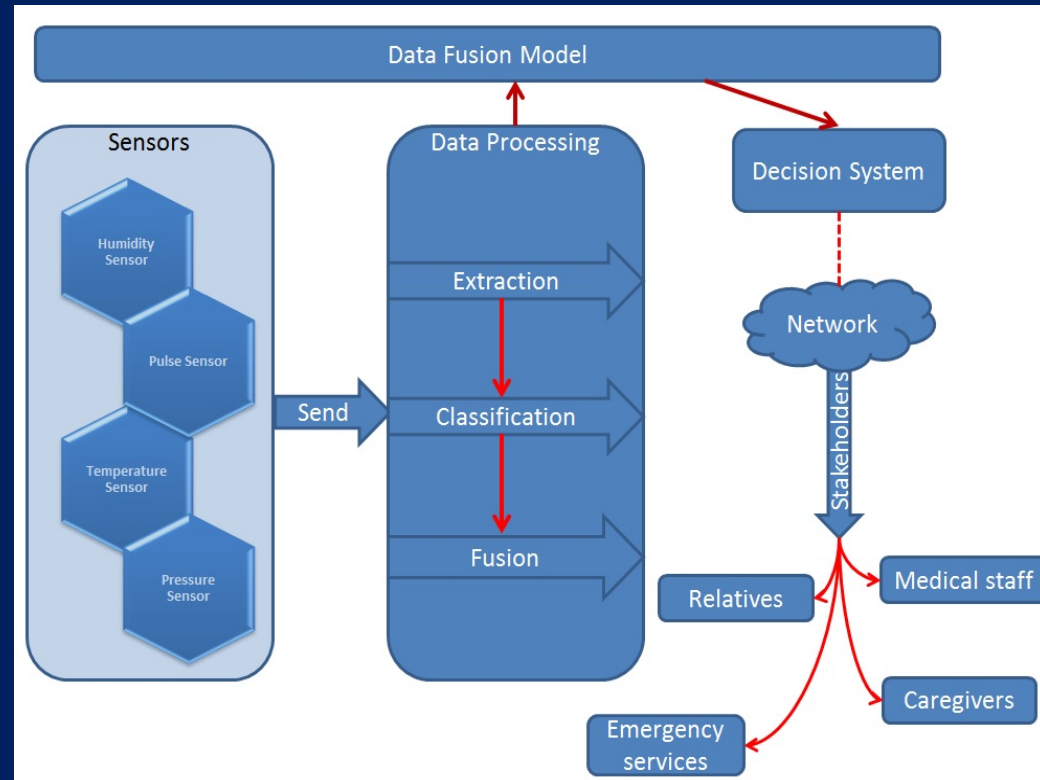 Data Fusion Model
Sensors
Humidity
Sensor
Pulse Sensor
Temperature
Sensor
Pressure
Sensor
Send
Data Processing
Extraction
Classification
Fusion
Decision System
Network
Stakeholders
Relatives
Medical staff
Emergency
services
Caregivers